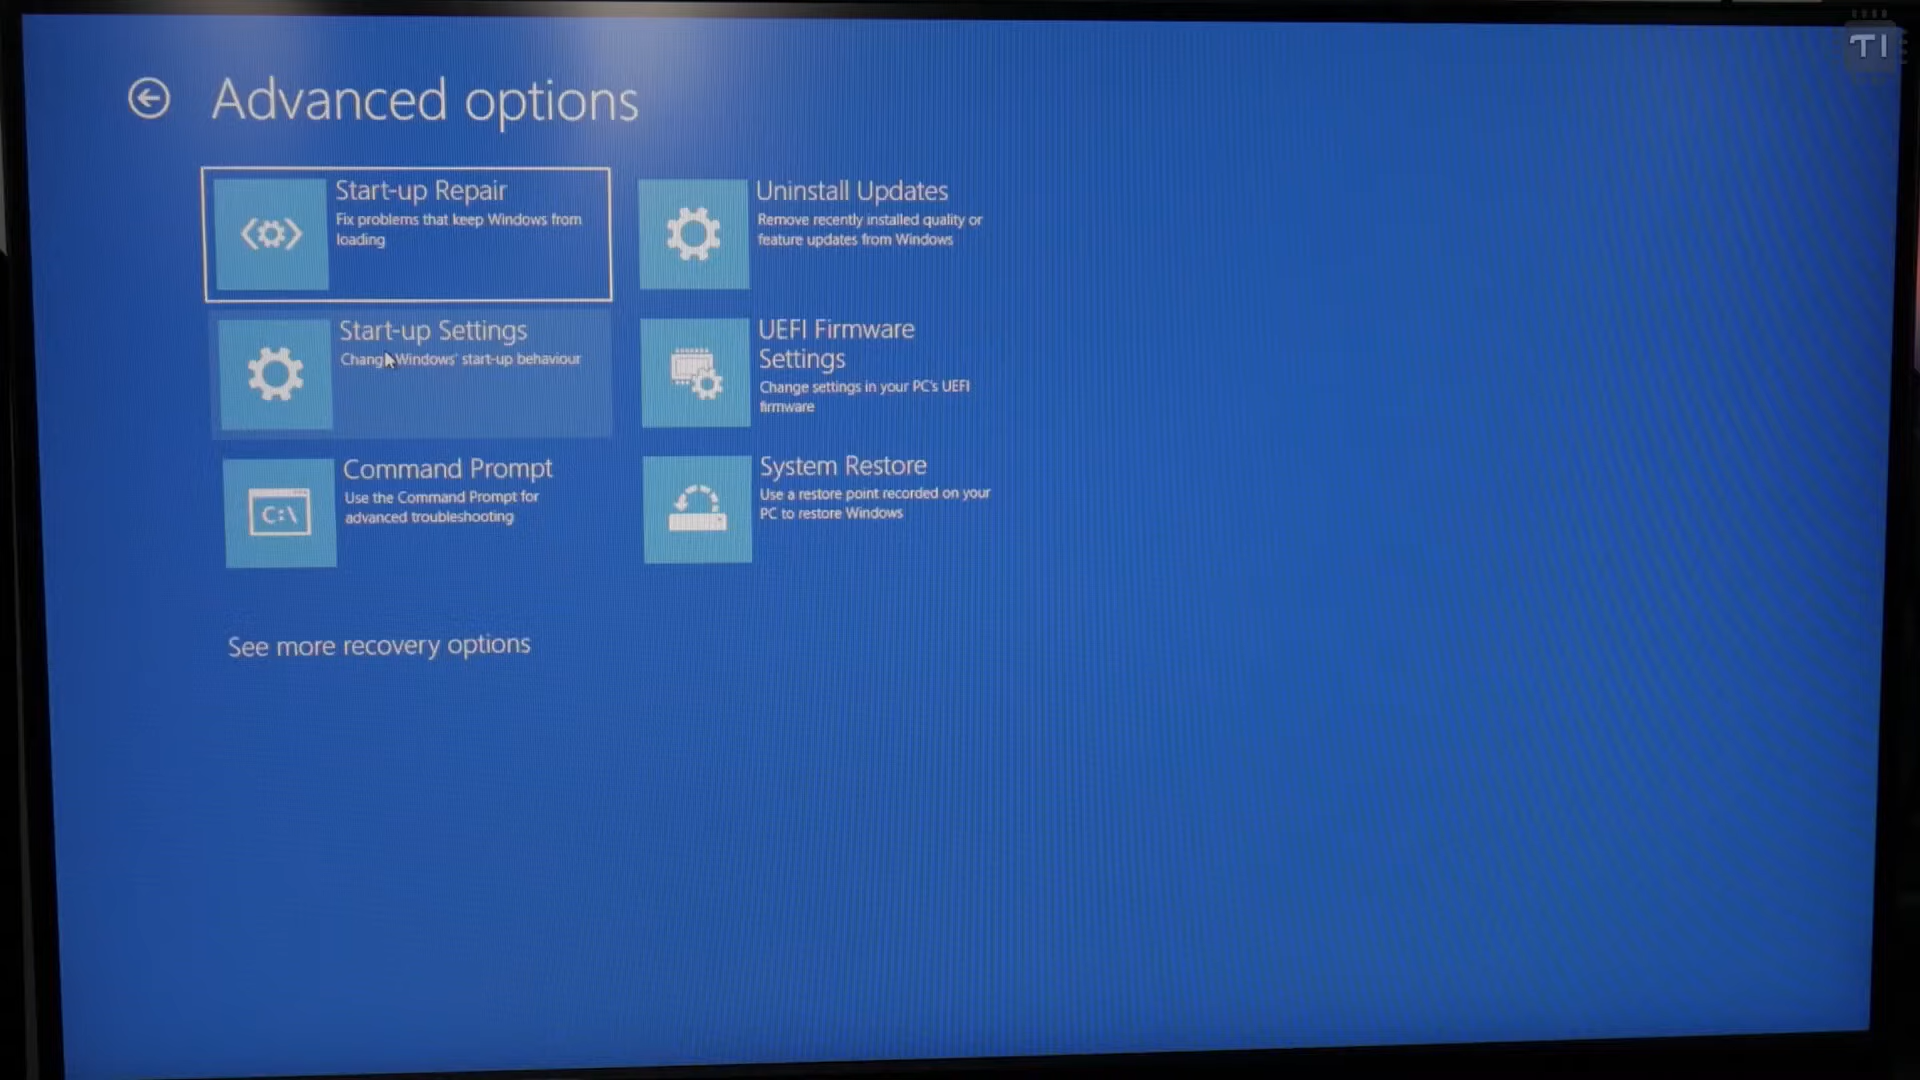 TI
Advanced options
Start-up Repair
Fix problems that keep Windows from
loading
Uninstall Updates
Remove recently installed quality or
feature updates from Windows
Start-up Settings
Change Windows' start-up behaviour
UEFI Firmware
Settings
Change settings in your PC's UEFI
firmware
C:\
Command Prompt
Use the Command Prompt for
advanced troubleshooting
System Restore
Use a restore point recorded on your
PC to restore Windows
See more recovery options